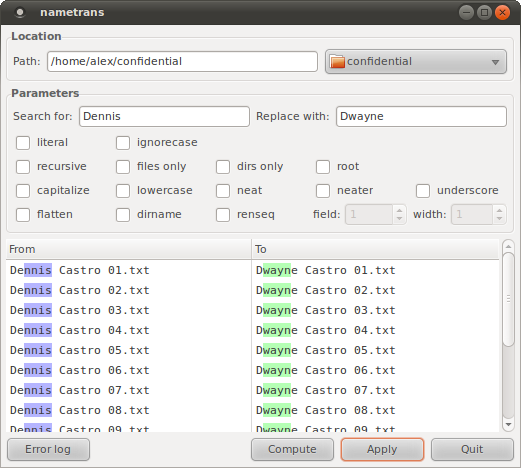 nametrans
Location
Path: /home/alex/confidential confidential
Parameters
Search for: Dennis Replace with: Dwayne
literal ignorecase
recursive files only dirs only root
capitalize lowercase neat neater underscore
flatten dirname renseq field: 1 width: 1
From To
Dennis Castro 01.txt Dwayne Castro 01.txt
Dennis Castro 02.txt Dwayne Castro 02.txt
Dennis Castro 03.txt Dwayne Castro 03.txt
Dennis Castro 04.txt Dwayne Castro 04.txt
Dennis Castro 05.txt Dwayne Castro 05.txt
Dennis Castro 06.txt Dwayne Castro 06.txt
Dennis Castro 07.txt Dwayne Castro 07.txt
Dennis Castro 08.txt Dwayne Castro 08.txt
Dennis Castro 09.txt Dwayne Castro 09.txt
Error log Compute Apply Quit